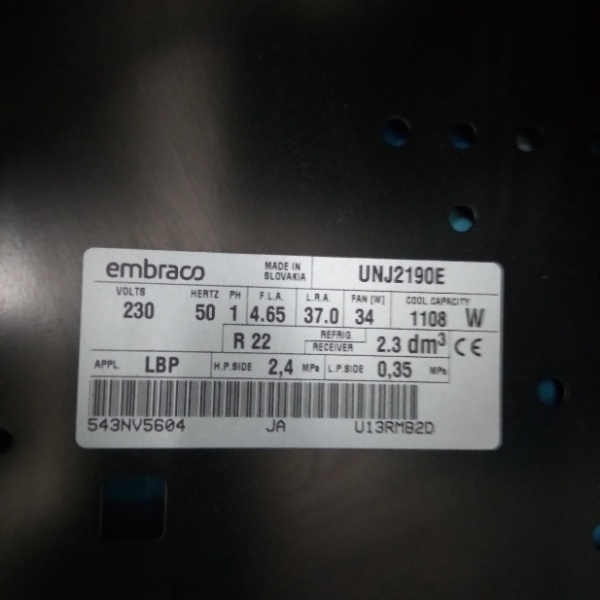 embraco MADE IN SLOVAKIA UNJ2190E
VOLTS HERTZ PH F.L.A. L.R.A. FAN [W] COOL.CAPACITY
230 50 1 4.65 37.0 34 1108 W
R 22 REFRIG. RECEIVER 2.3 dm³ CE
APPL. LBP H.P.SIDE 2,4 MPa L.P.SIDE 0,35 MPa
543NV5604 JA U13RMB2D